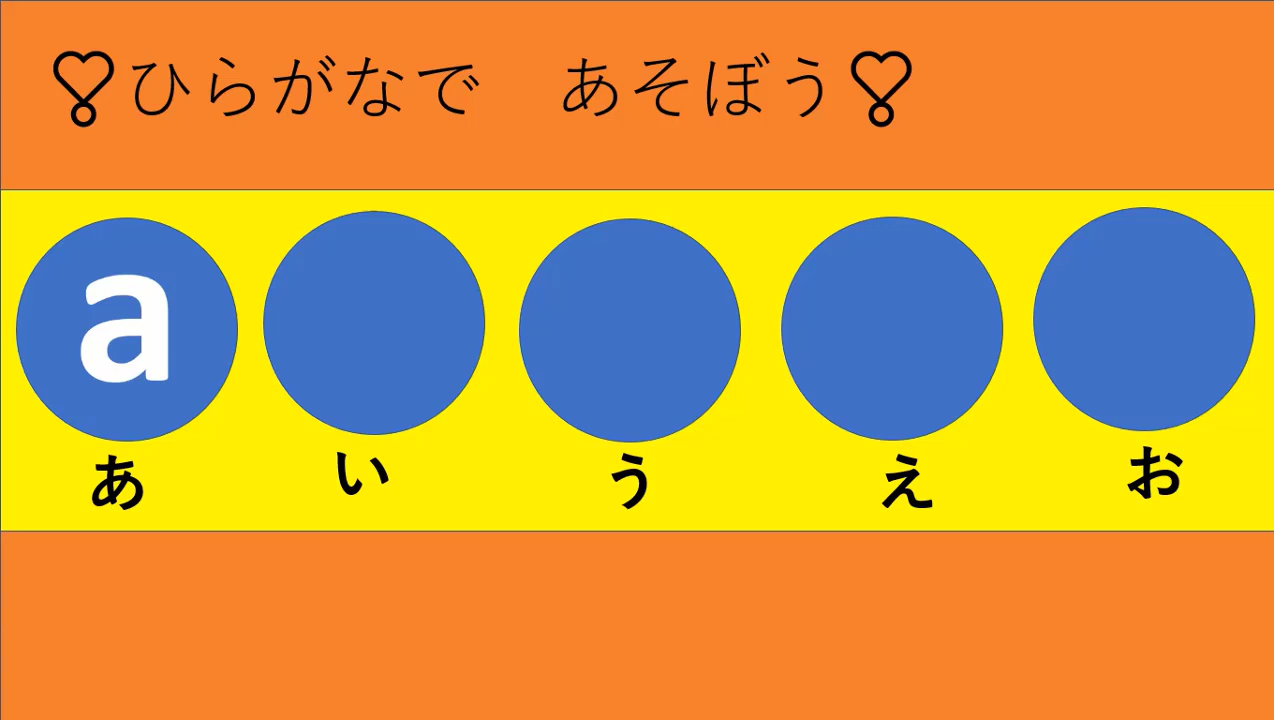 ❣ひらがなで　あそぼう❣
a
あ い う え お